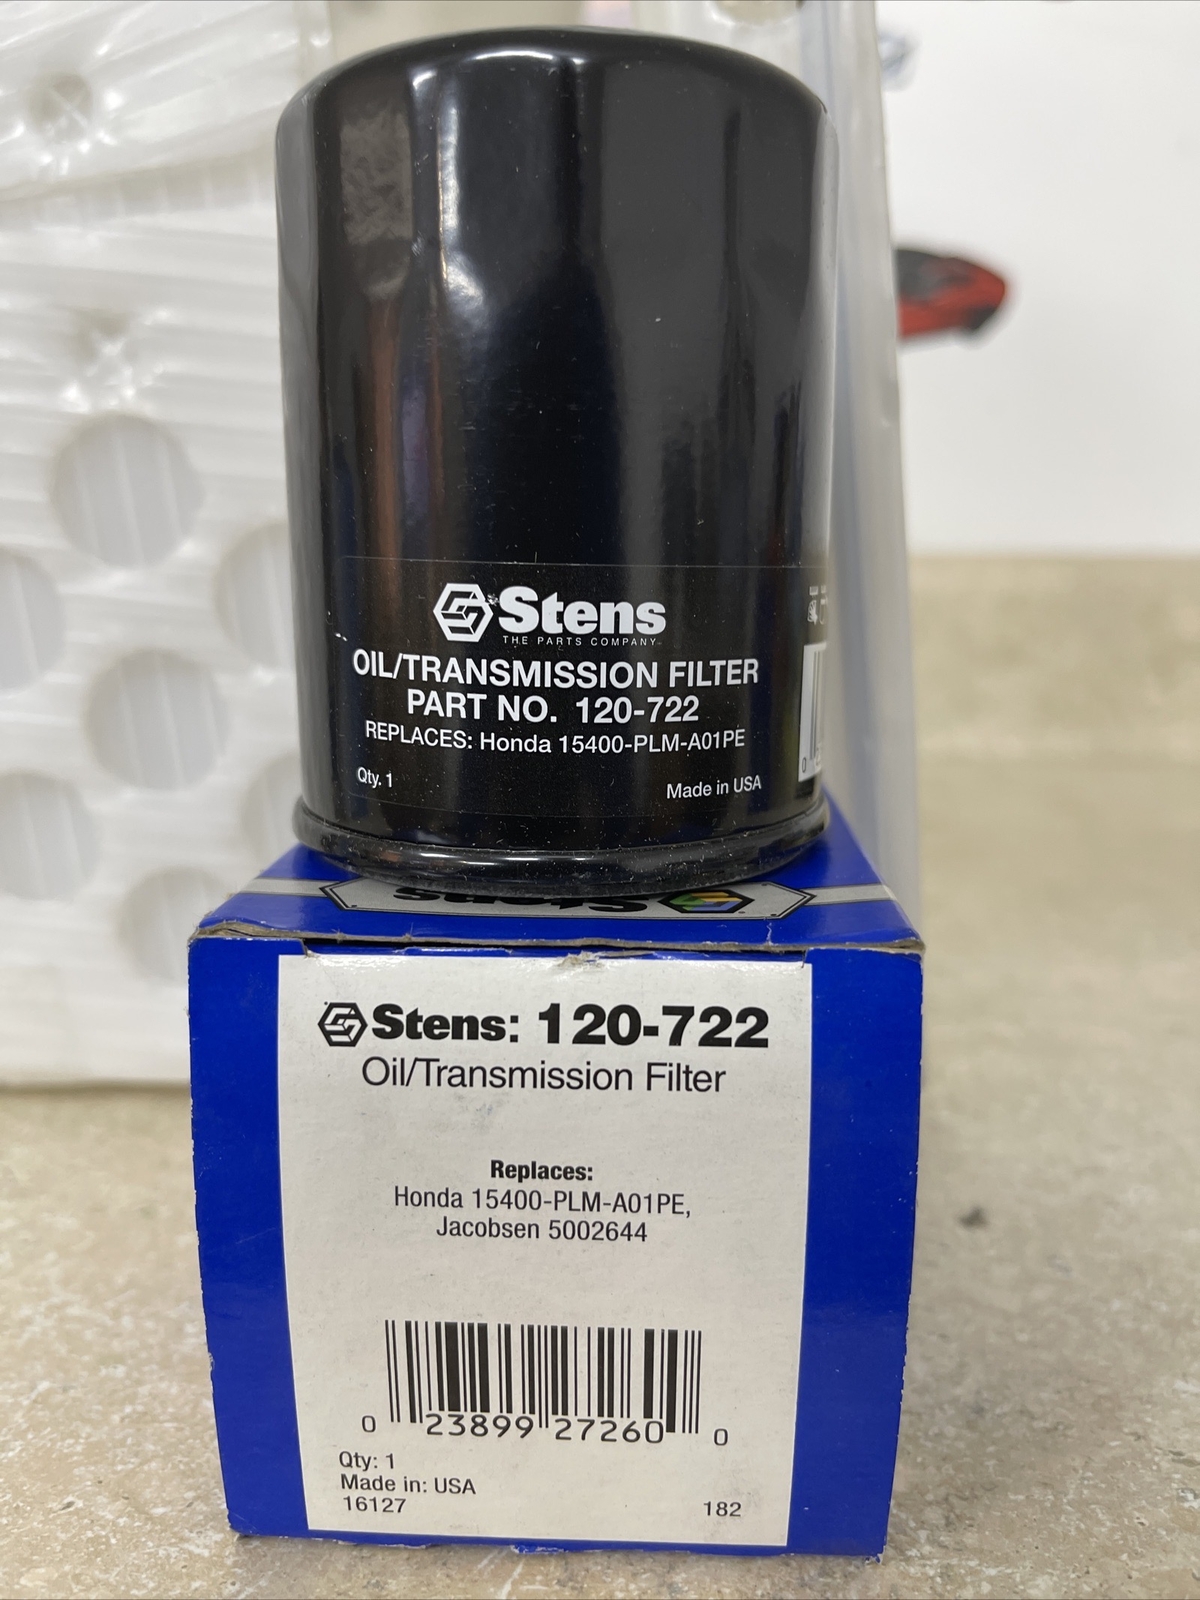 Stens
THE PARTS COMPANY
OIL/TRANSMISSION FILTER
PART NO. 120-722
REPLACES: Honda 15400-PLM-A01PE
Qty. 1 Made in USA
0
Stens
Stens: 120-722
Oil/Transmission Filter
Replaces:
Honda 15400-PLM-A01PE,
Jacobsen 5002644
0 23899 27260 0
Qty: 1
Made in: USA
16127 182